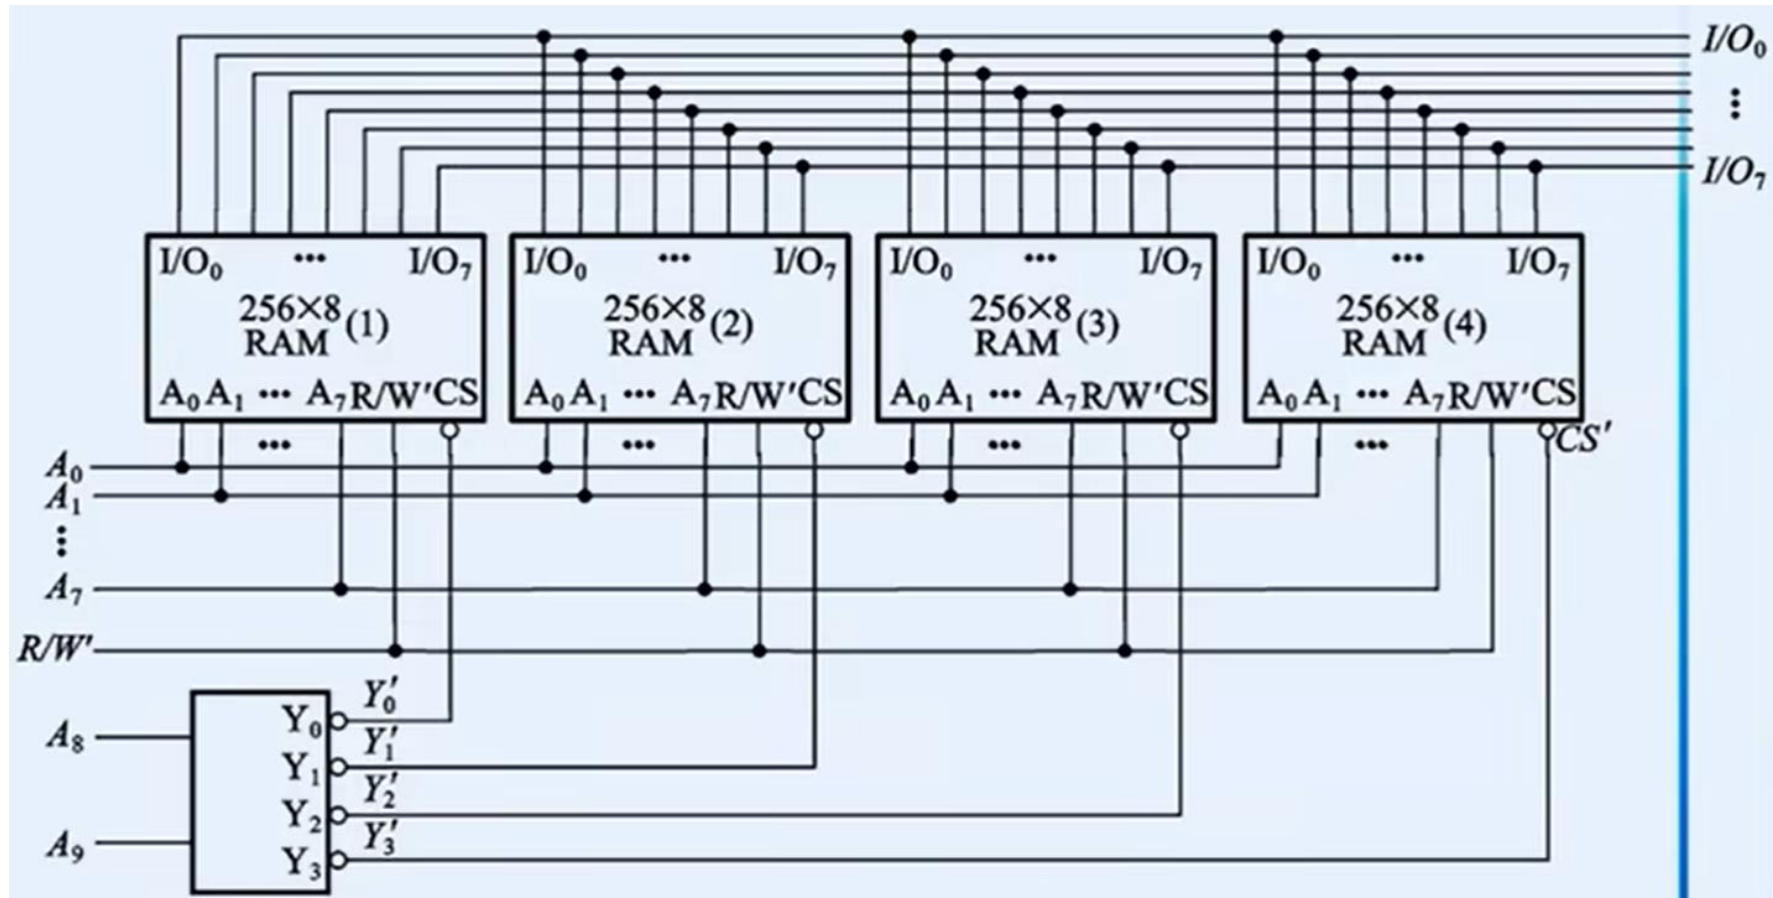 I/O₀
⋮
I/O₇
I/O₀ ··· I/O₇
256×8
RAM (1)
A₀ A₁ ··· A₇ R/W′ CS
I/O₀ ··· I/O₇
256×8
RAM (2)
A₀ A₁ ··· A₇ R/W′ CS
I/O₀ ··· I/O₇
256×8
RAM (3)
A₀ A₁ ··· A₇ R/W′ CS
I/O₀ ··· I/O₇
256×8
RAM (4)
A₀ A₁ ··· A₇ R/W′ CS
··· ··· ··· ··· CS′
A₀
A₁
⋮
A₇
R/W′
A₈
A₉
Y₀ Y′₀
Y₁ Y′₁
Y₂ Y′₂
Y₃ Y′₃